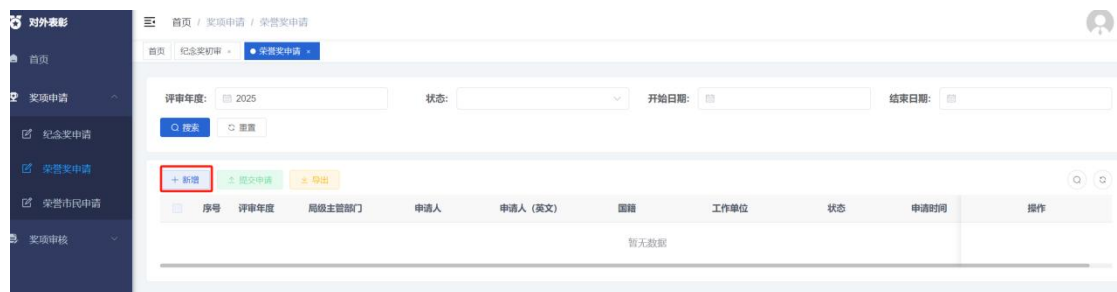 对外表彰
首页 / 奖项申请 / 荣誉奖申请
首页 纪念奖初审 × 荣誉奖申请 ×
首页
奖项申请
纪念奖申请
荣誉奖申请
荣誉市民申请
奖项审核
评审年度: 2025 状态: 开始日期: 结束日期:
搜索 重置
+ 新增 提交申请 导出
序号 评审年度 局级主管部门 申请人 申请人（英文） 国籍 工作单位 状态 申请时间 操作
暂无数据